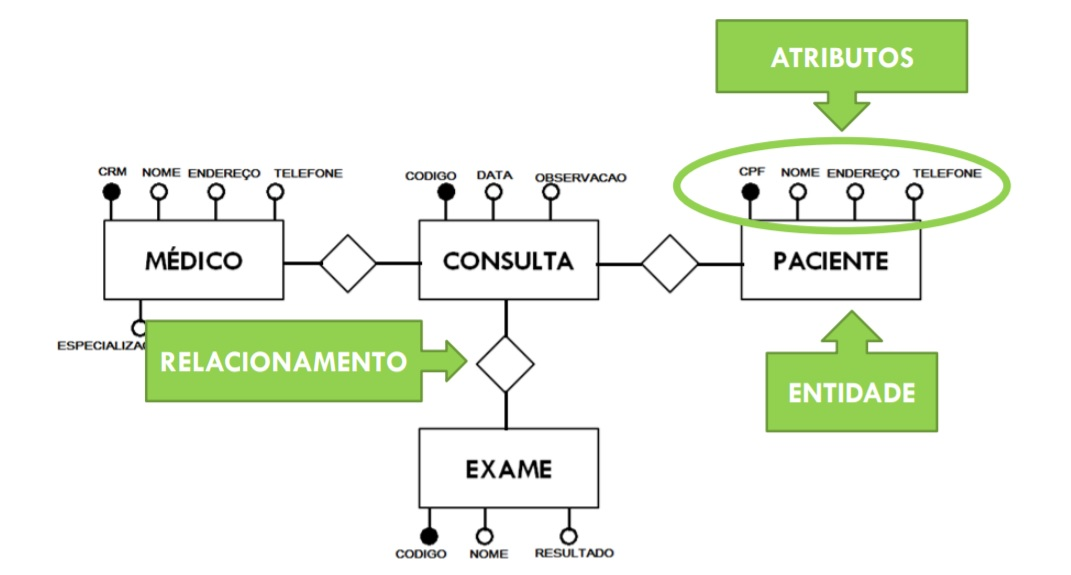 ATRIBUTOS
CRM NOME ENDEREÇO TELEFONE
CODIGO DATA OBSERVACAO
CPF NOME ENDEREÇO TELEFONE
MÉDICO
CONSULTA
PACIENTE
RELACIONAMENTO
ENTIDADE
EXAME
CODIGO NOME RESULTADO